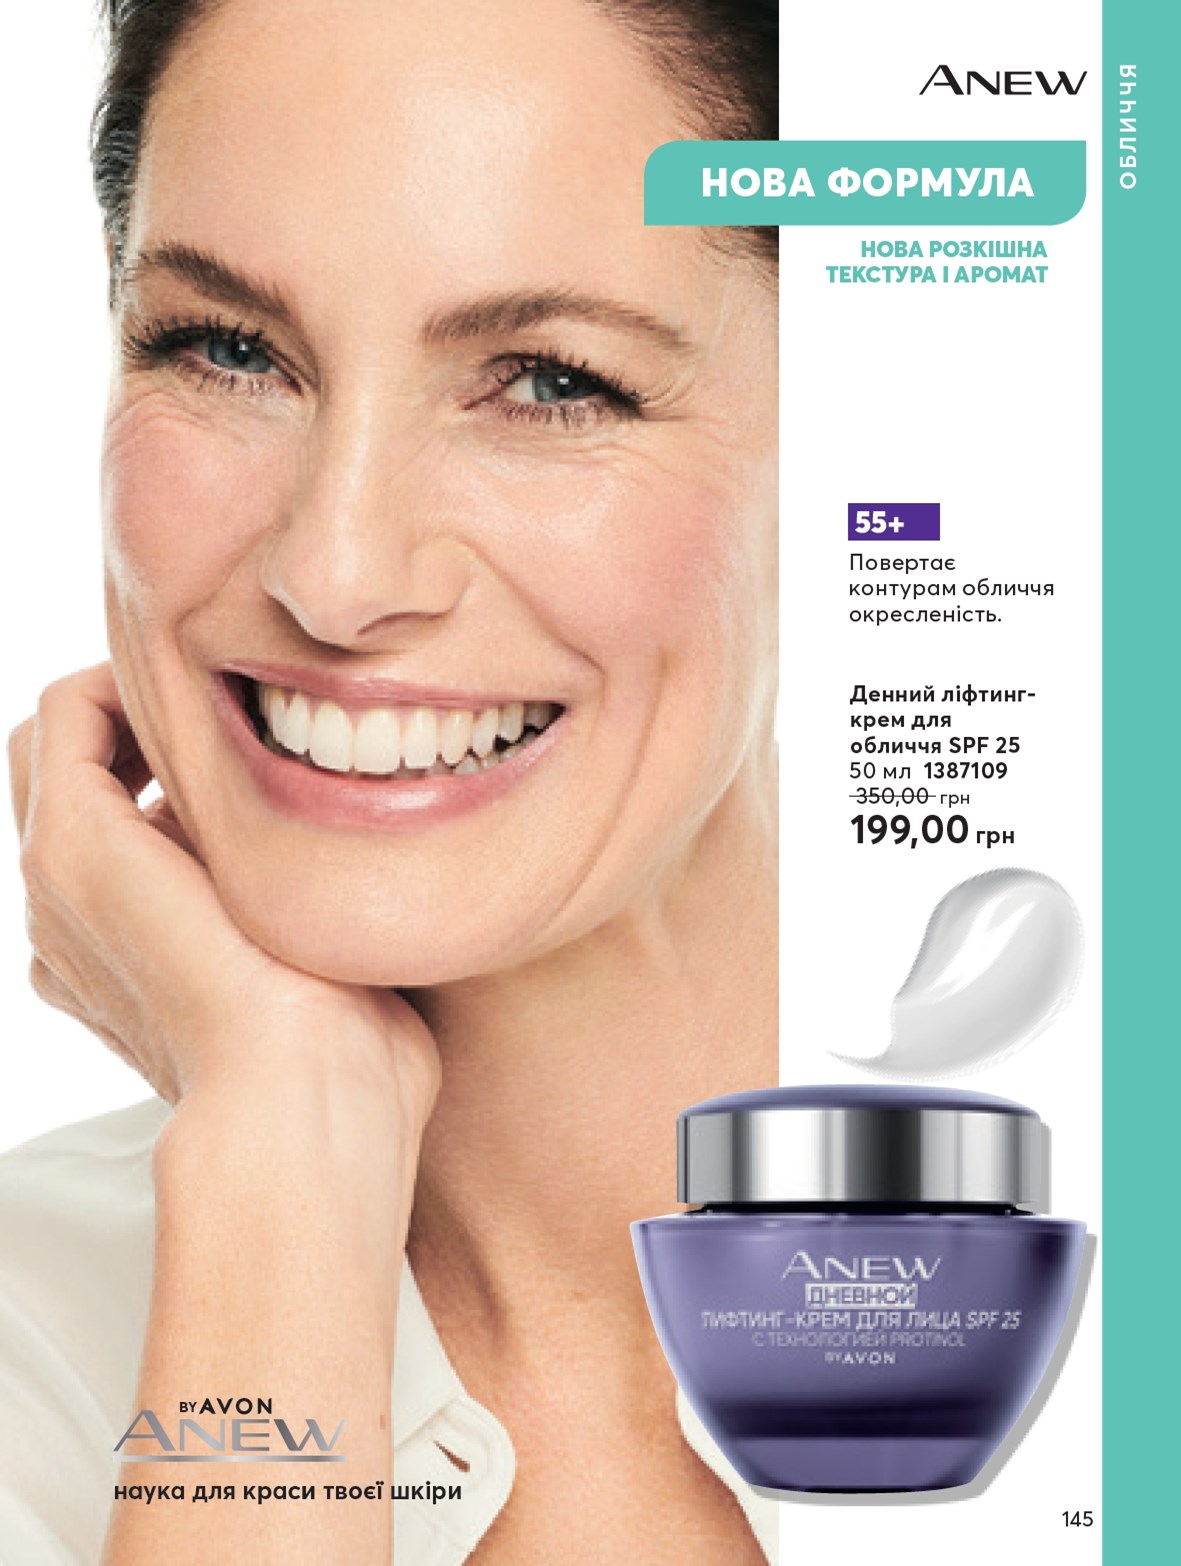 ANEW
ОБЛИЧЧЯ
НОВА ФОРМУЛА
НОВА РОЗКІШНА
ТЕКСТУРА І АРОМАТ
55+
Повертає
контурам обличчя
окресленість.
Денний ліфтинг-
крем для
обличчя SPF 25
50 мл 1387109
350,00 грн
199,00 грн
ANEW
ДНЕВНОЙ
ЛИФТИНГ-КРЕМ ДЛЯ ЛИЦА SPF 25
С ТЕХНОЛОГИЕЙ PROTINOL
BY AVON
BY AVON
ANEW
наука для краси твоєї шкіри
145